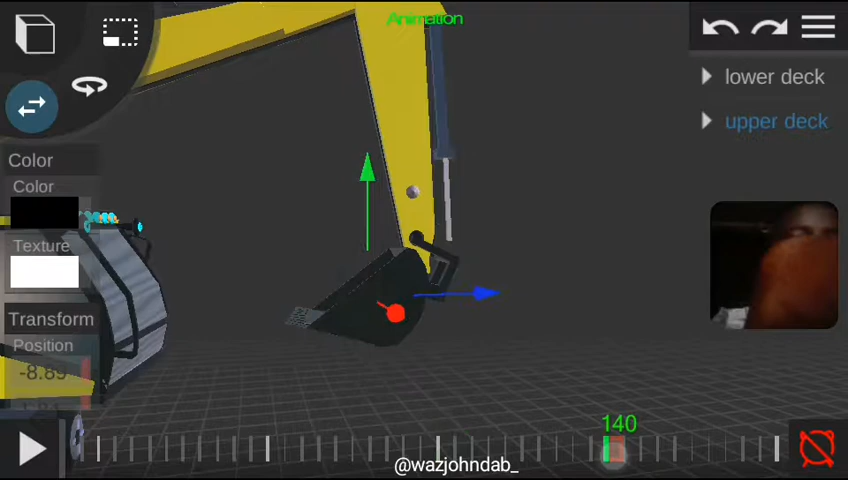 Animation
lower deck
upper deck
Color
Color
Texture
Transform
Position
-8.89
140
@wazjohndab_